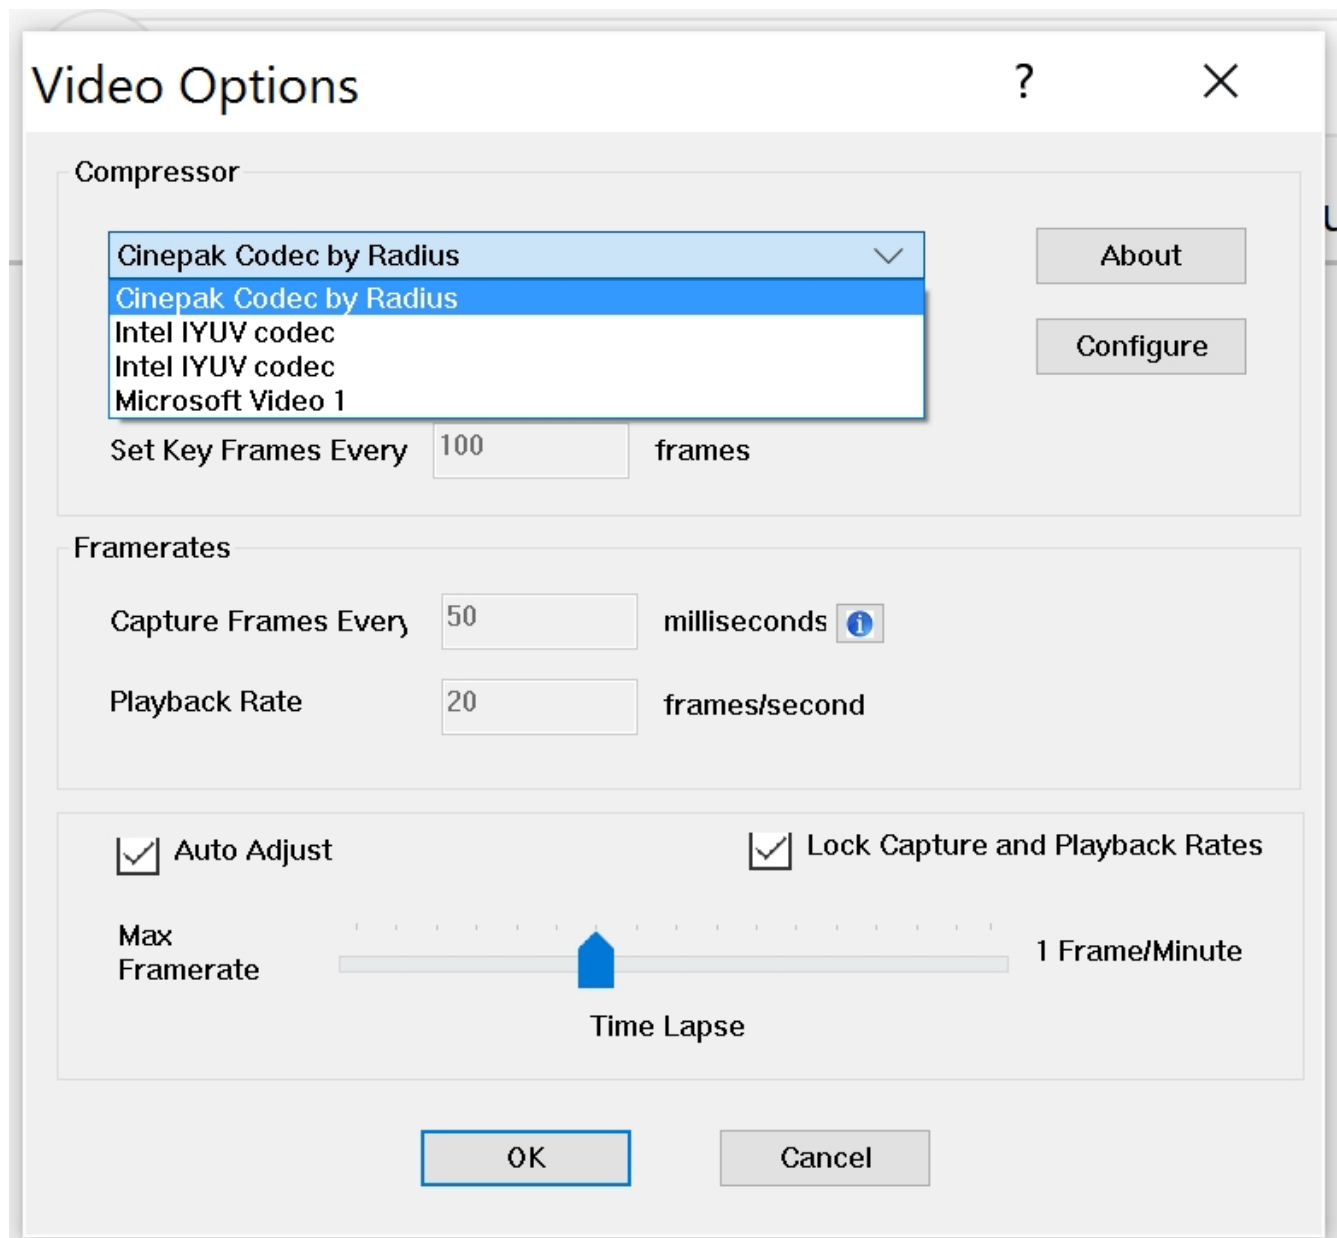 Video Options
?
Compressor
Cinepak Codec by Radius
About
Cinepak Codec by Radius
Intel IYUV codec
Configure
Intel IYUV codec
Microsoft Video 1
Set Key Frames Every 100 frames
Framerates
Capture Frames Every 50 milliseconds
Playback Rate 20 frames/second
Auto Adjust
Lock Capture and Playback Rates
Max
Framerate
1 Frame/Minute
Time Lapse
OK
Cancel